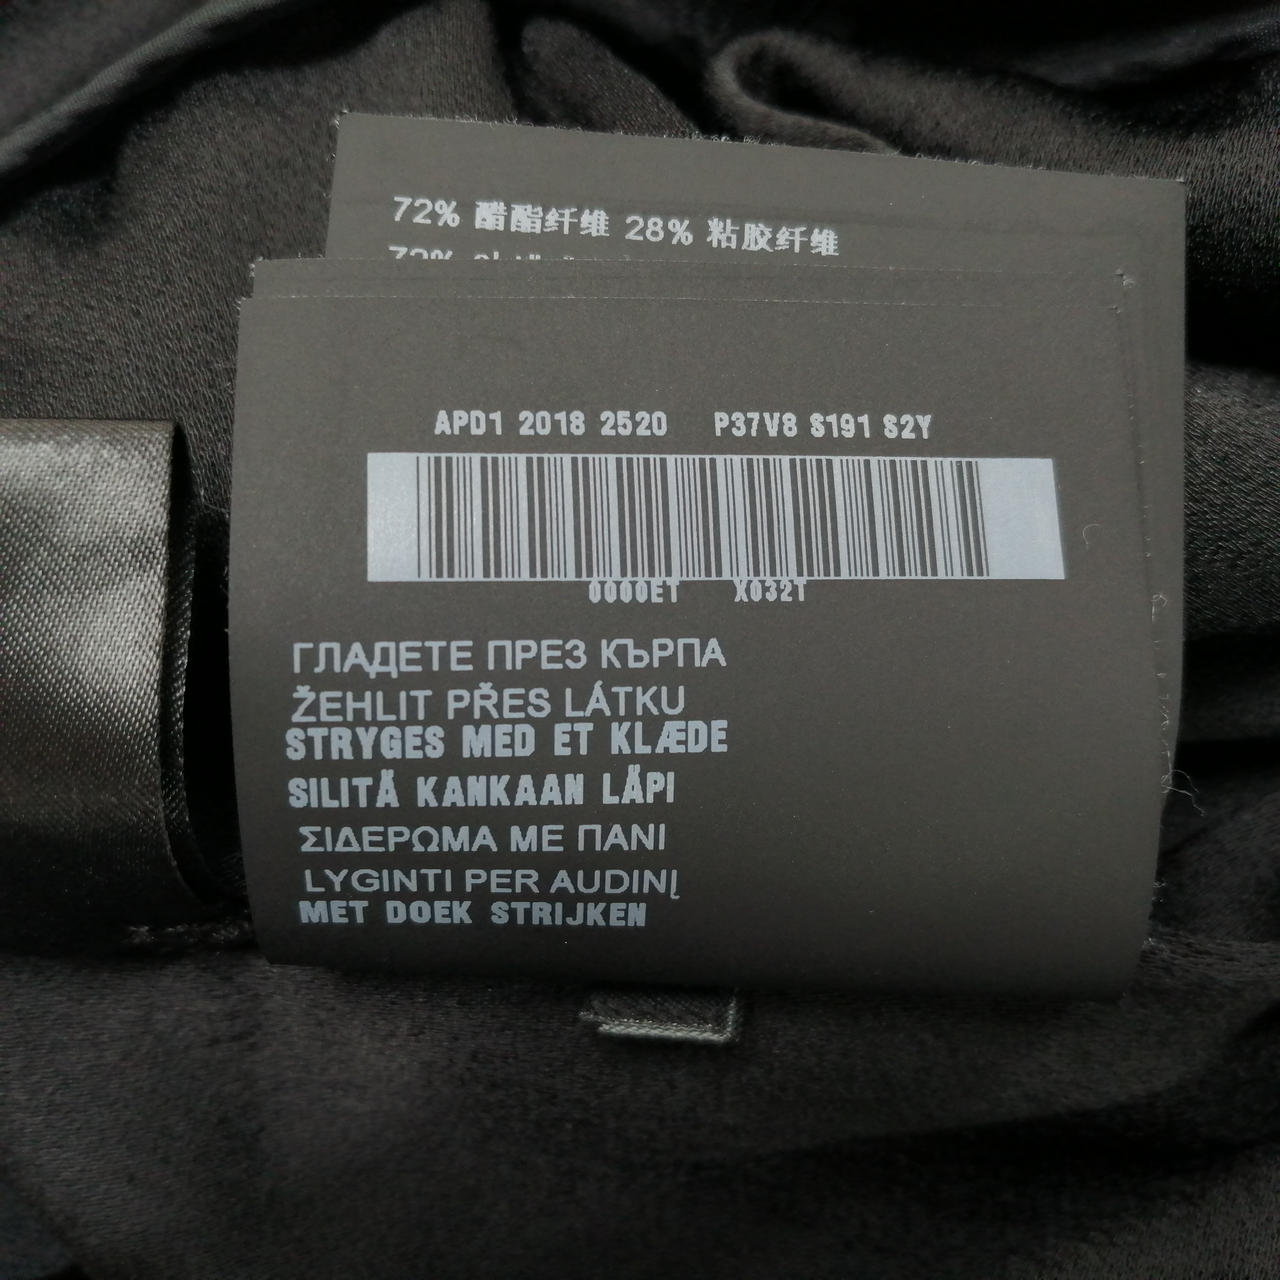 72% 醋酯纤维 28% 粘胶纤维
72%
APD1 2018 2520 P37V8 S191 S2Y
0000ET X032T
ГЛАДЕТЕ ПРЕЗ КЪРПА
ŽEHLIT PŘES LÁTKU
STRYGES MED ET KLÆDE
SILITÄ KANKAAN LÄPI
ΣΙΔΕΡΩΜΑ ΜΕ ΠΑΝΙ
LYGINTI PER AUDINĮ
MET DOEK STRIJKEN